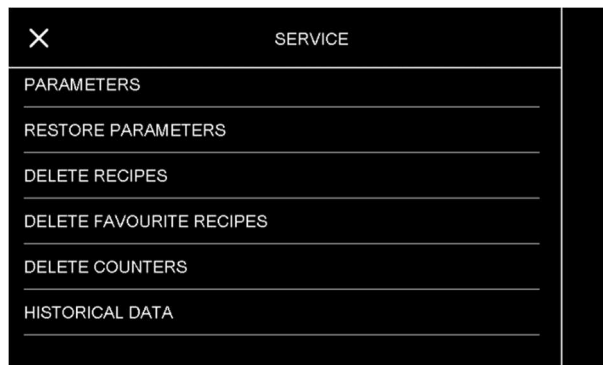 SERVICE
PARAMETERS
RESTORE PARAMETERS
DELETE RECIPES
DELETE FAVOURITE RECIPES
DELETE COUNTERS
HISTORICAL DATA